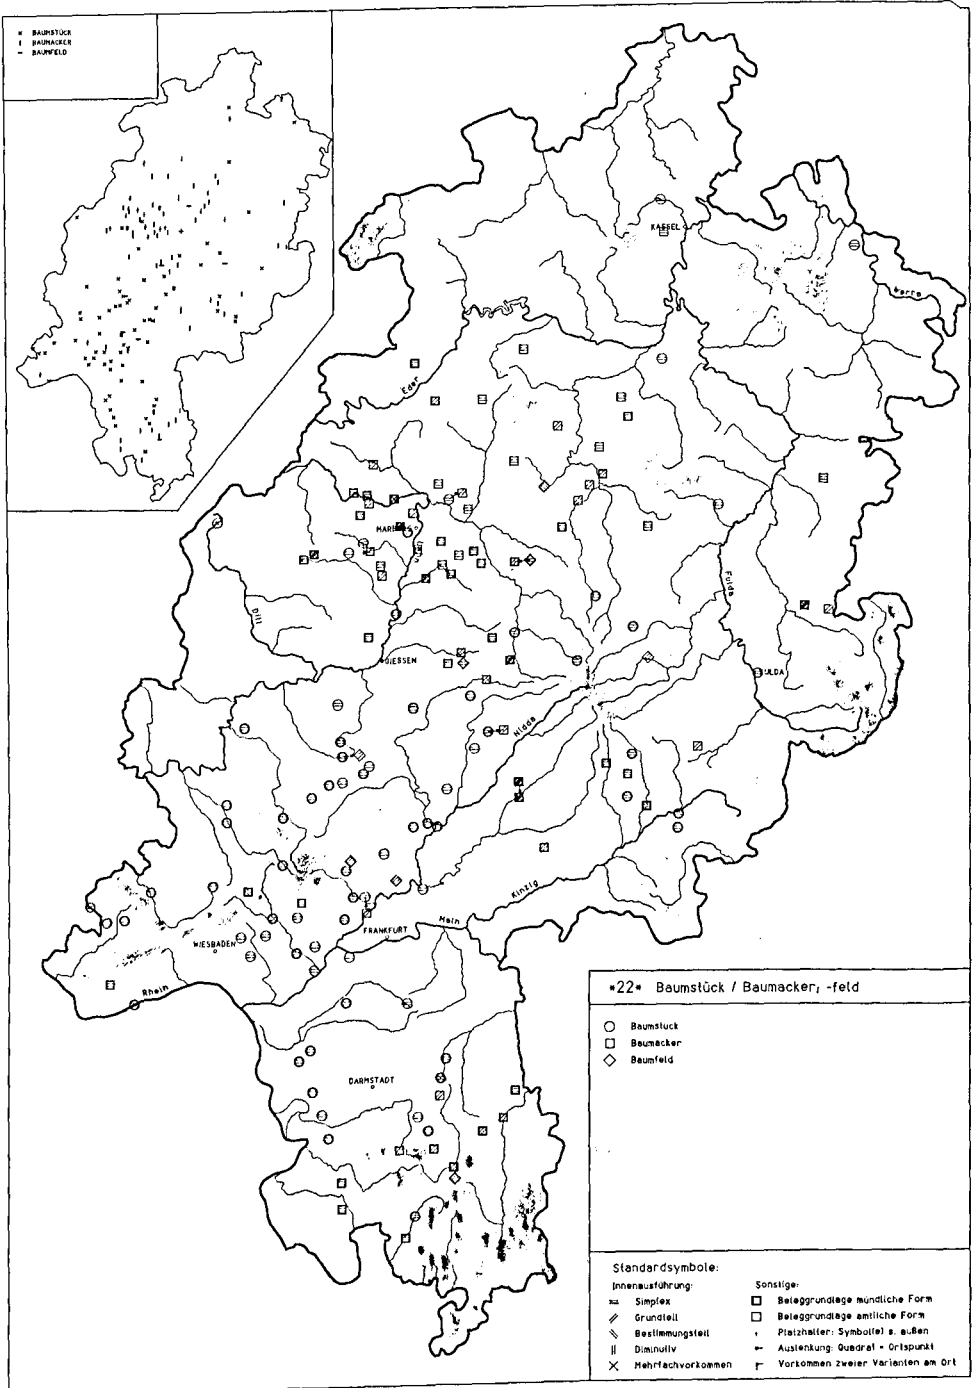 x BAUMSTÜCK
ı BAUMACKER
– BAUMFELD
KASSEL
Werra
Eder
MARBURG
Lahn
Dill
Fulda
GIESSEN
FULDA
Nidda
Kinzig
Main
FRANKFURT
WIESBADEN
Rhein
DARMSTADT
*22* Baumstück / Baumacker; -feld
Baumstück
Baumacker
Baumfeld
Standardsymbole:
Innenausführung:
Simplex
Grundteil
Bestimmungsteil
Diminutiv
Mehrfachvorkommen
Sonstige:
Beleggrundlage mündliche Form
Beleggrundlage amtliche Form
Platzhalter: Symbol(e) s. außen
Auslenkung: Quadrat = Ortspunkt
Vorkommen zweier Varianten am Ort